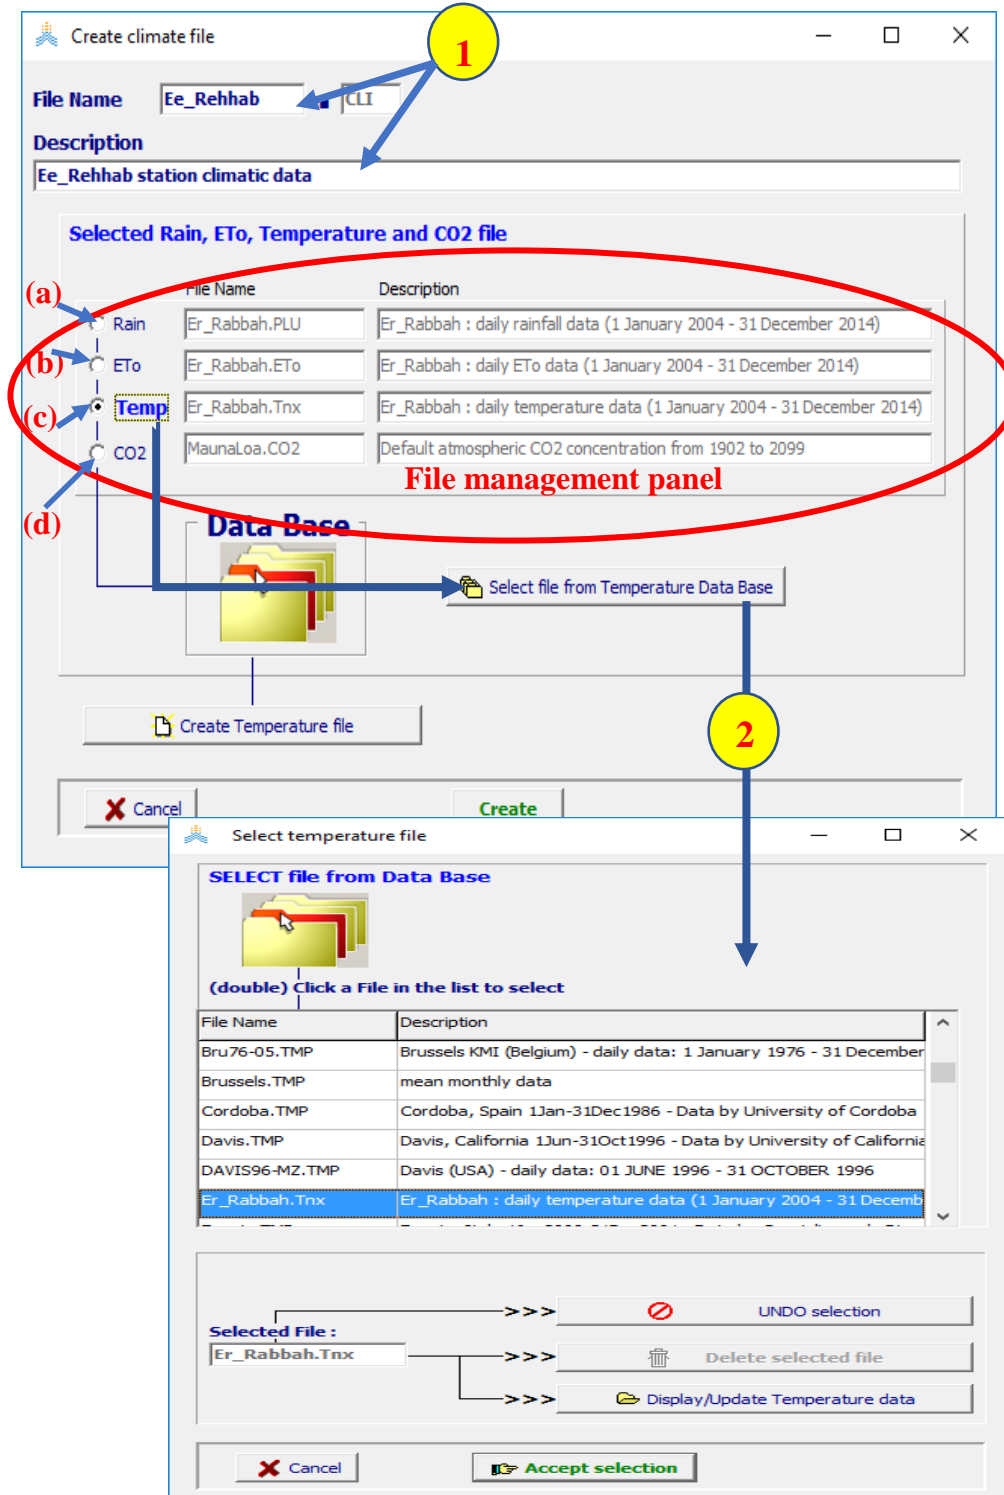 Create climate file
1
File Name Ee_Rehhab . CLI
Description
Ee_Rehhab station climatic data
Selected Rain, ETo, Temperature and CO2 file
(a)
File Name Description
Rain Er_Rabbah.PLU Er_Rabbah : daily rainfall data (1 January 2004 - 31 December 2014)
(b) ETo Er_Rabbah.ETo Er_Rabbah : daily ETo data (1 January 2004 - 31 December 2014)
(c) Temp Er_Rabbah.Tnx Er_Rabbah : daily temperature data (1 January 2004 - 31 December 2014)
CO2 MaunaLoa.CO2 Default atmospheric CO2 concentration from 1902 to 2099
File management panel
(d)
Data Base
Select file from Temperature Data Base
Create Temperature file
2
Cancel Create
Select temperature file
SELECT file from Data Base
(double) Click a File in the list to select
File Name Description
Bru76-05.TMP Brussels KMI (Belgium) - daily data: 1 January 1976 - 31 December
Brussels.TMP mean monthly data
Cordoba.TMP Cordoba, Spain 1Jan-31Dec1986 - Data by University of Cordoba
Davis.TMP Davis, California 1Jun-31Oct1996 - Data by University of California
DAVIS96-MZ.TMP Davis (USA) - daily data: 01 JUNE 1996 - 31 OCTOBER 1996
Er_Rabbah.Tnx Er_Rabbah : daily temperature data (1 January 2004 - 31 Decemb
>>> UNDO selection
Selected File :
Er_Rabbah.Tnx >>> Delete selected file
>>> Display/Update Temperature data
Cancel Accept selection